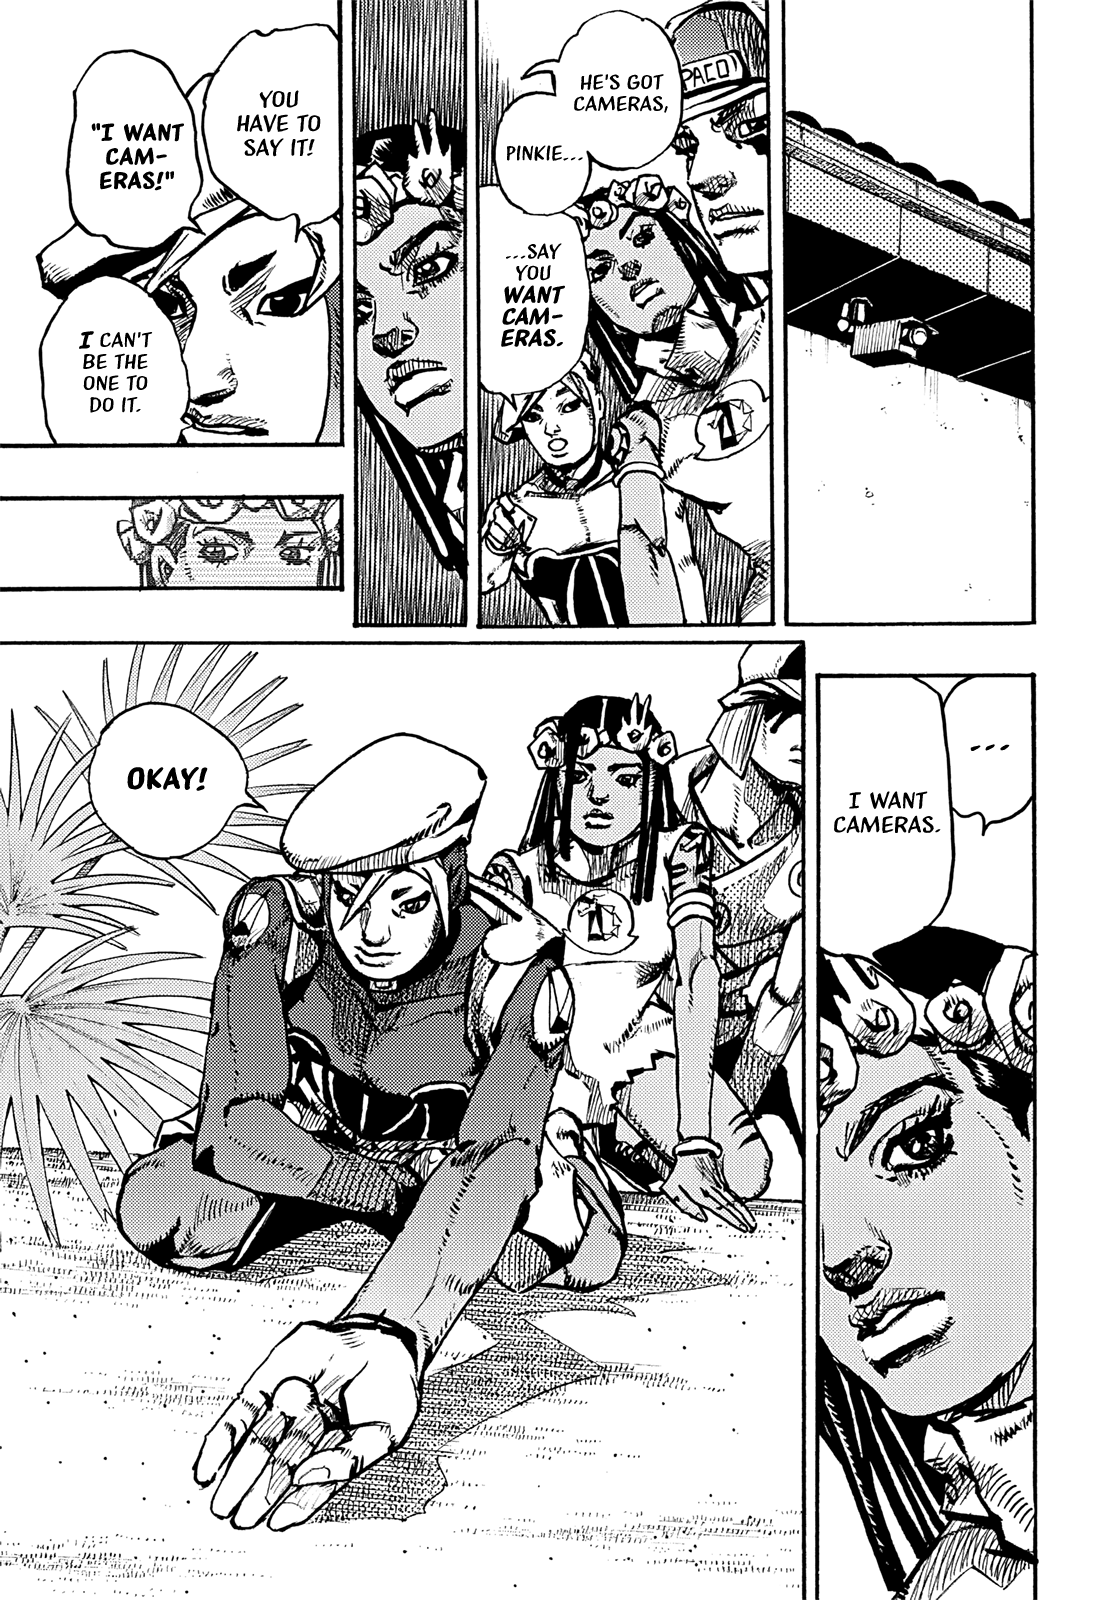 PACO
HE'S GOT
CAMERAS,
PINKIE...
...SAY
YOU
WANT
CAM-
ERAS.
YOU
HAVE TO
SAY IT!
"I WANT
CAM-
ERAS!"
I CAN'T
BE THE
ONE TO
DO IT.
...
I WANT
CAMERAS.
OKAY!